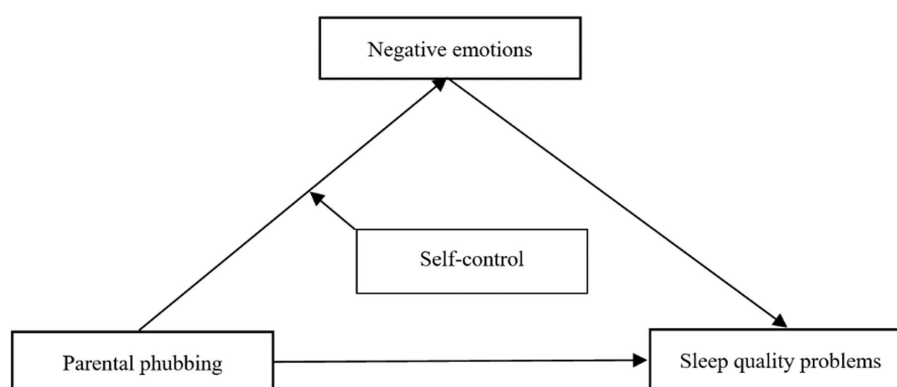 Negative emotions
Self-control
Parental phubbing
Sleep quality problems